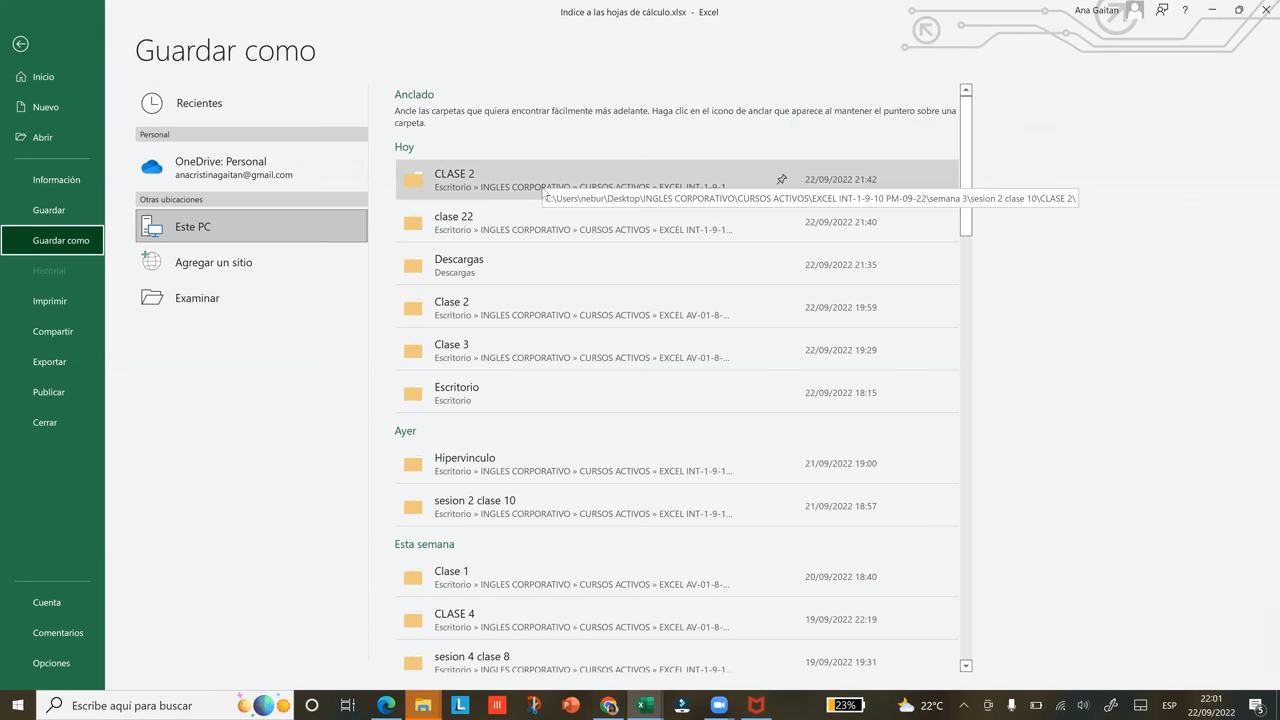 Indice a las hojas de cálculo.xlsx - Excel
Ana Gaitan
?
Guardar como
Inicio
Nuevo
Abrir
Información
Guardar
Guardar como
Historial
Imprimir
Compartir
Exportar
Publicar
Cerrar
Cuenta
Comentarios
Opciones
Recientes
Personal
OneDrive: Personal
anacristinagaitan@gmail.com
Otras ubicaciones
Este PC
Agregar un sitio
Examinar
Anclado
Ancle las carpetas que quiera encontrar fácilmente más adelante. Haga clic en el icono de anclar que aparece al mantener el puntero sobre una
carpeta.
Hoy
CLASE 2
Escritorio » INGLES CORPORATIVO » CURSOS ACTIVOS » EXCEL INT-1-9-1...
22/09/2022 21:42
C:\Users\nebur\Desktop\INGLES CORPORATIVO\CURSOS ACTIVOS\EXCEL INT-1-9-10 PM-09-22\semana 3\sesion 2 clase 10\CLASE 2\
clase 22
Escritorio » INGLES CORPORATIVO » CURSOS ACTIVOS » EXCEL INT-1-9-1...
22/09/2022 21:40
Descargas
Descargas
22/09/2022 21:35
Clase 2
Escritorio » INGLES CORPORATIVO » CURSOS ACTIVOS » EXCEL AV-01-8-...
22/09/2022 19:59
Clase 3
Escritorio » INGLES CORPORATIVO » CURSOS ACTIVOS » EXCEL AV-01-8-...
22/09/2022 19:29
Escritorio
Escritorio
22/09/2022 18:15
Ayer
Hipervinculo
Escritorio » INGLES CORPORATIVO » CURSOS ACTIVOS » EXCEL INT-1-9-1...
21/09/2022 19:00
sesion 2 clase 10
Escritorio » INGLES CORPORATIVO » CURSOS ACTIVOS » EXCEL INT-1-9-1...
21/09/2022 18:57
Esta semana
Clase 1
Escritorio » INGLES CORPORATIVO » CURSOS ACTIVOS » EXCEL AV-01-8-...
20/09/2022 18:40
CLASE 4
Escritorio » INGLES CORPORATIVO » CURSOS ACTIVOS » EXCEL AV-01-8-...
19/09/2022 22:19
sesion 4 clase 8
Escritorio » INGLES CORPORATIVO » CURSOS ACTIVOS » EXCEL INT-1-9-1...
19/09/2022 19:31
Escribe aquí para buscar
23%
22°C
ESP
22:01
22/09/2022
5